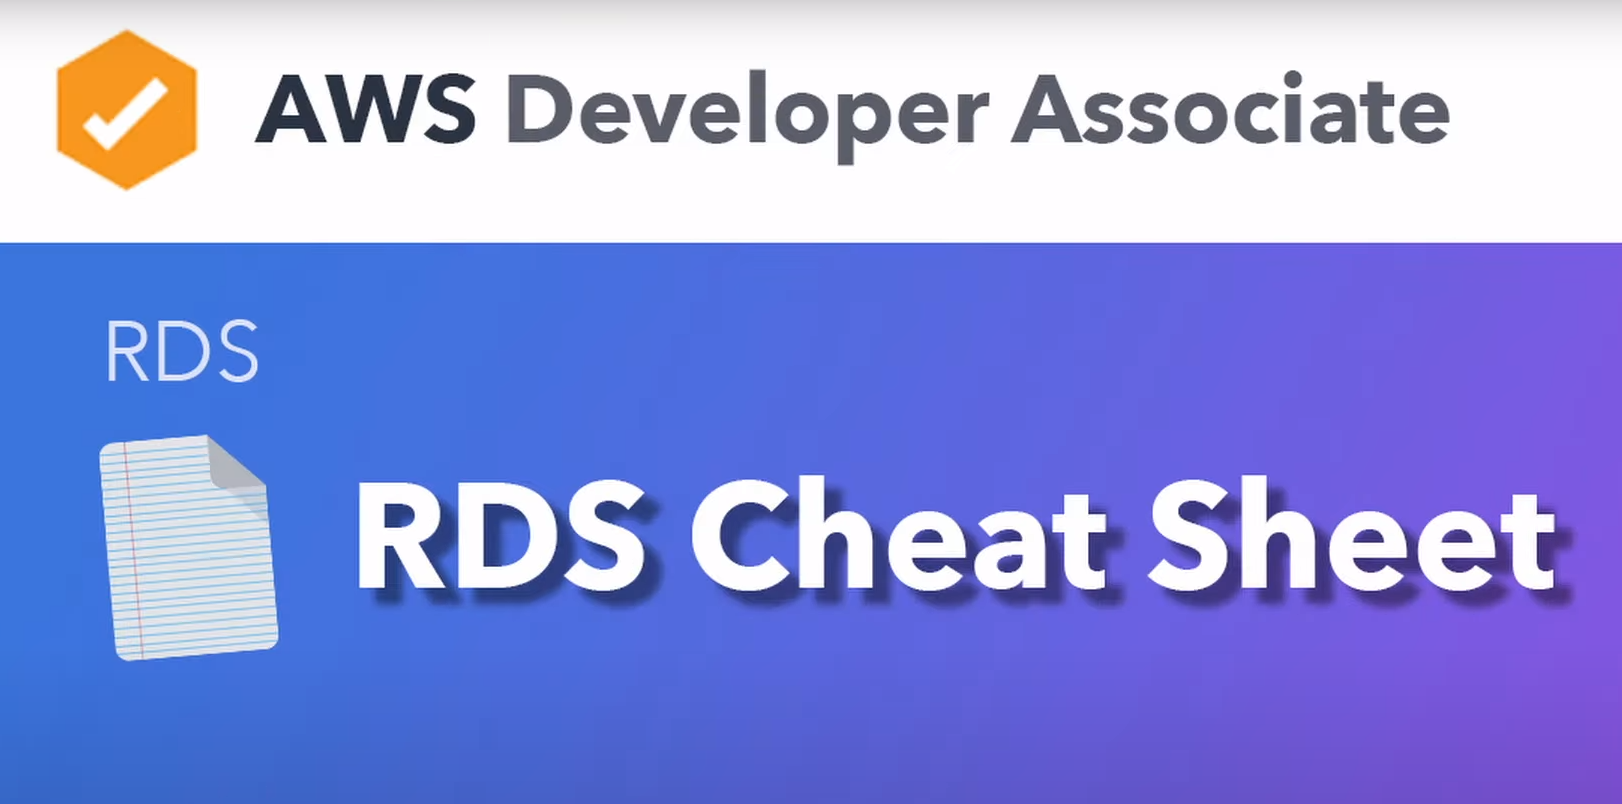 AWS Developer Associate
RDS
RDS Cheat Sheet